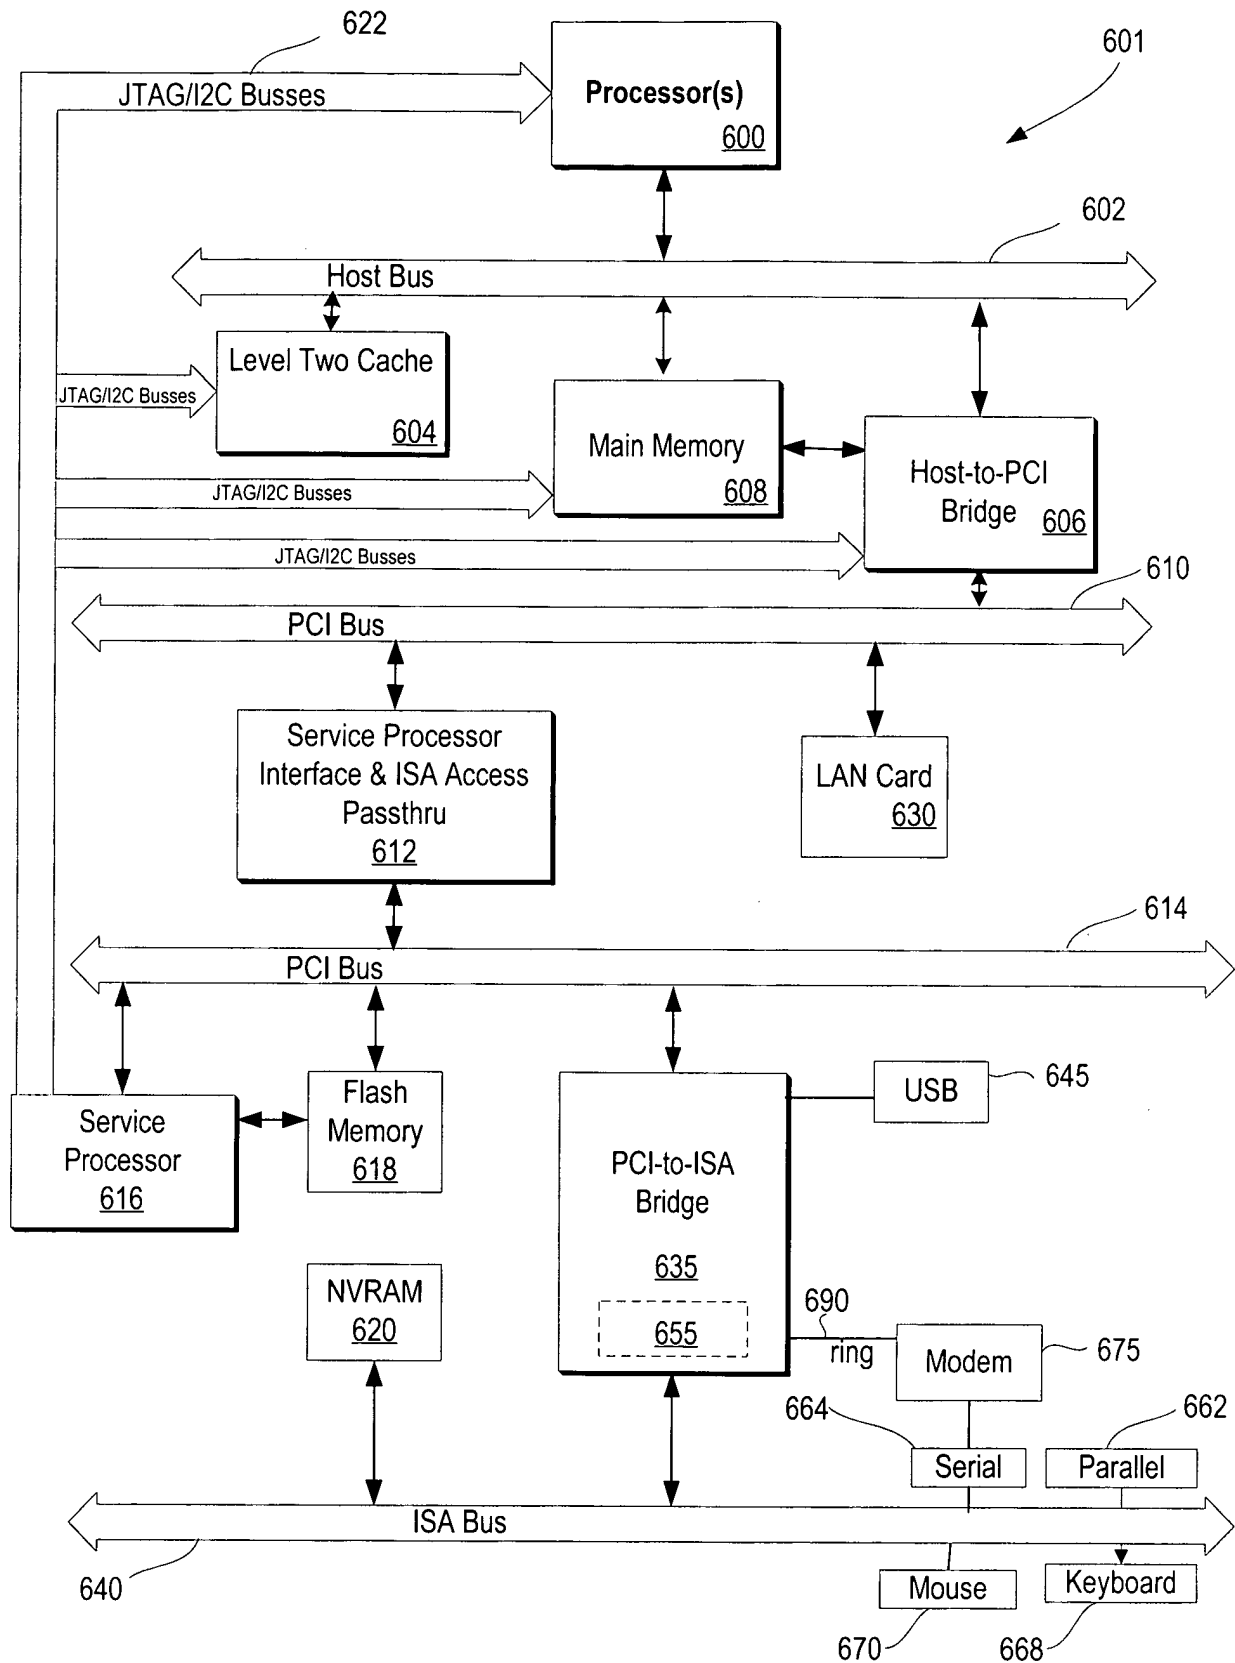 622
601
JTAG/I2C Busses
Processor(s)
600
602
Host Bus
Level Two Cache
604
JTAG/I2C Busses
Main Memory
608
Host-to-PCI
Bridge
606
JTAG/I2C Busses
JTAG/I2C Busses
610
PCI Bus
Service Processor
Interface & ISA Access
Passthru
612
LAN Card
630
614
PCI Bus
Service
Processor
616
Flash
Memory
618
PCI-to-ISA
Bridge
635
655
USB
645
NVRAM
620
690
ring
Modem
675
664
662
Serial
Parallel
ISA Bus
640
Mouse
Keyboard
670
668